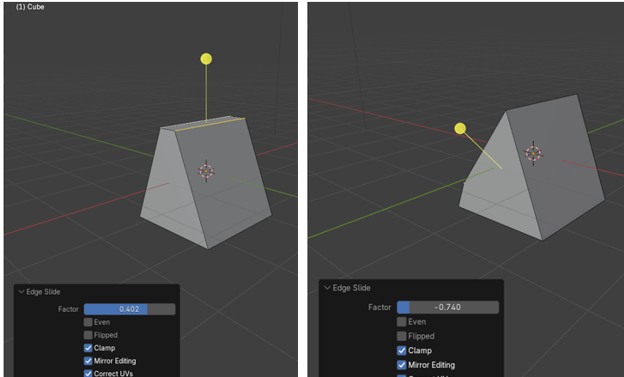 (1) Cube
Edge Slide
Factor 0.402
Even
Flipped
Clamp
Mirror Editing
Correct UVs
Edge Slide
Factor -0.740
Even
Flipped
Clamp
Mirror Editing